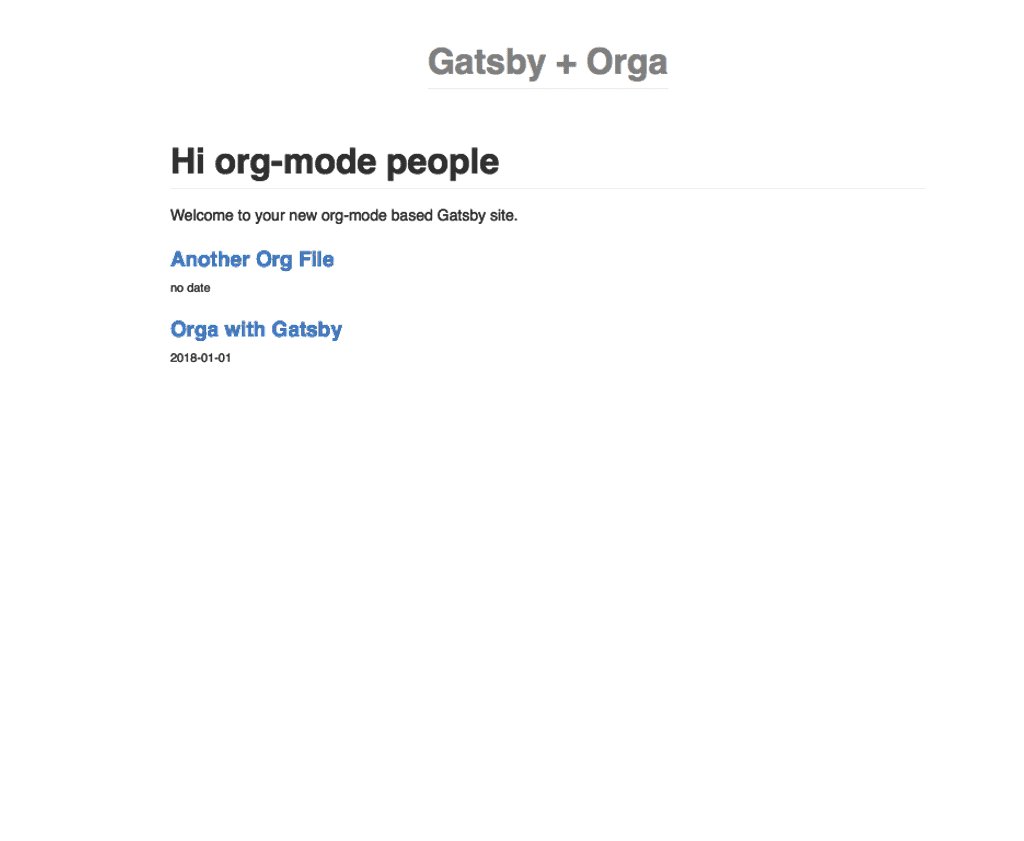 Gatsby + Orga
Hi org-mode people
Welcome to your new org-mode based Gatsby site.
Another Org File
no date
Orga with Gatsby
2018-01-01